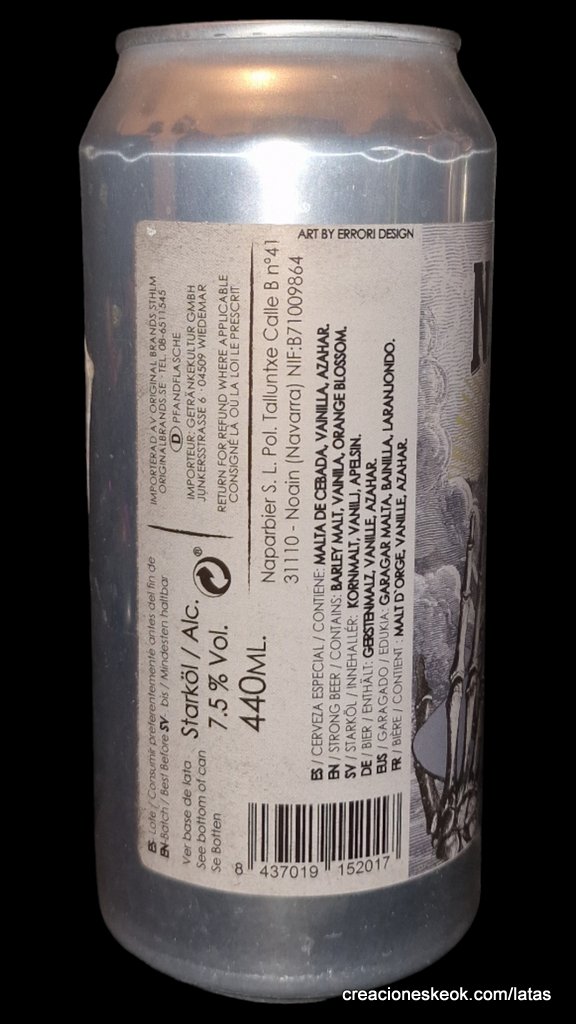 ART BY ERRORI DESIGN
IMPORTERAD AV ORIGINAL BRANDS STHLM
ORIGINALBRANDS.SE · TEL. 08-6511545
D PFANDFLASCHE
IMPORTEUR: GETRÄNKEKULTUR GMBH
JUNKERSSTRASSE 6 · 04509 WIEDEMAR
RETURN FOR REFUND WHERE APPLICABLE
CONSIGNÉ LÀ OU LA LOI LE PRESCRIT
Naparbier S. L. Pol. Talluntxe Calle B nº41
31110 - Noain (Navarra) NIF:B71009864
ES- Lote / Consumir preferentemente antes del fin de
EN-Batch / Best Before SV- bis / Mindesten haltbar
Ver base de lata
See bottom of can
Se Botten
Starköl / Alc.
7.5 % Vol.
440ML.
ES / CERVEZA ESPECIAL / CONTIENE: MALTA DE CEBADA, VAINILLA, AZAHAR.
EN / STRONG BEER / CONTAINS: BARLEY MALT, VAINILA, ORANGE BLOSSOM.
SV / STARKÖL / INNEHALLER: KORNMALT, VANILJ, APELSIN.
DE / BIER / ENTHÄLT: GERSTENMALZ, VANILLE, AZAHAR.
EUS / GARAGADO / EDUKIA: GARAGAR MALTA, BAINILLA, LARANJONDO.
FR / BIÈRE / CONTIENT : MALT D´ORGE, VANILLE, AZAHAR.
8 437019 152017
N
creacioneskeok.com/latas